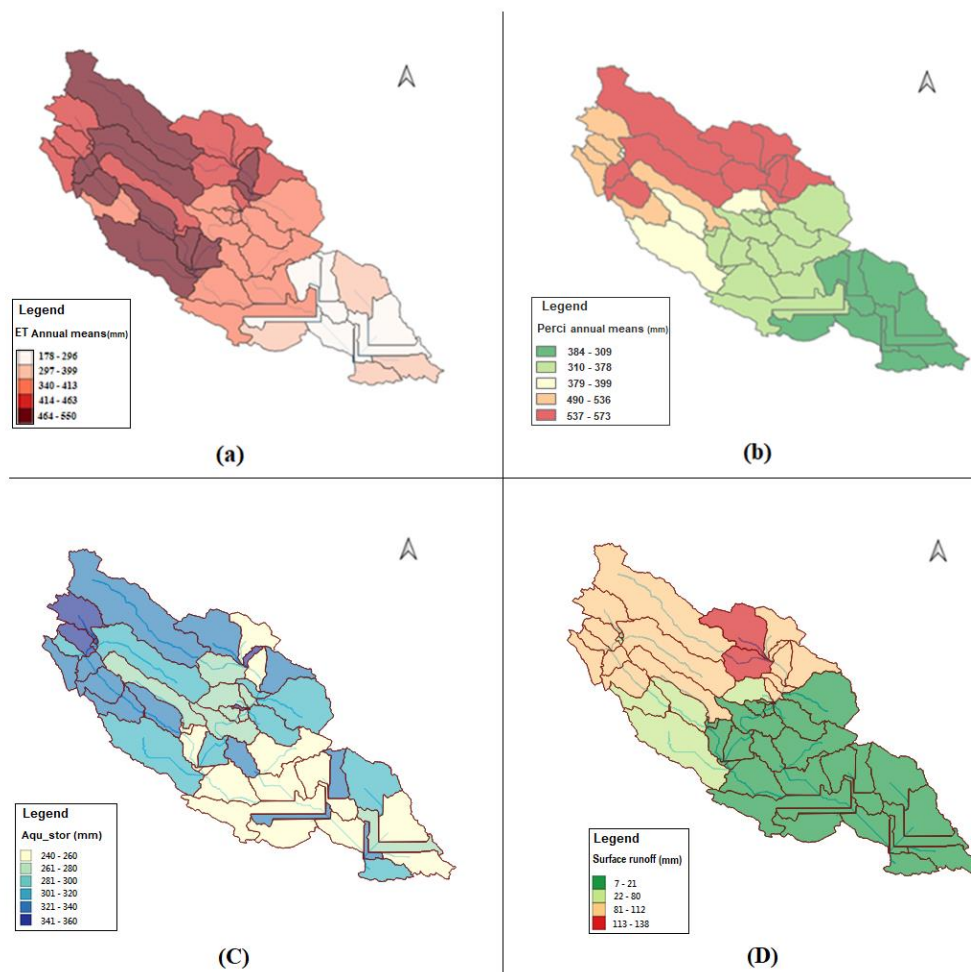 Legend
ET Annual means(mm)
178 - 296
297 - 399
340 - 413
414 - 463
464 - 550
(a)
Legend
Perci annual means (mm)
384 - 309
310 - 378
379 - 399
490 - 536
537 - 573
(b)
Legend
Aqu_stor (mm)
240 - 260
261 - 280
281 - 300
301 - 320
321 - 340
341 - 360
(C)
Legend
Surface runoff (mm)
7 - 21
22 - 80
81 - 112
113 - 138
(D)